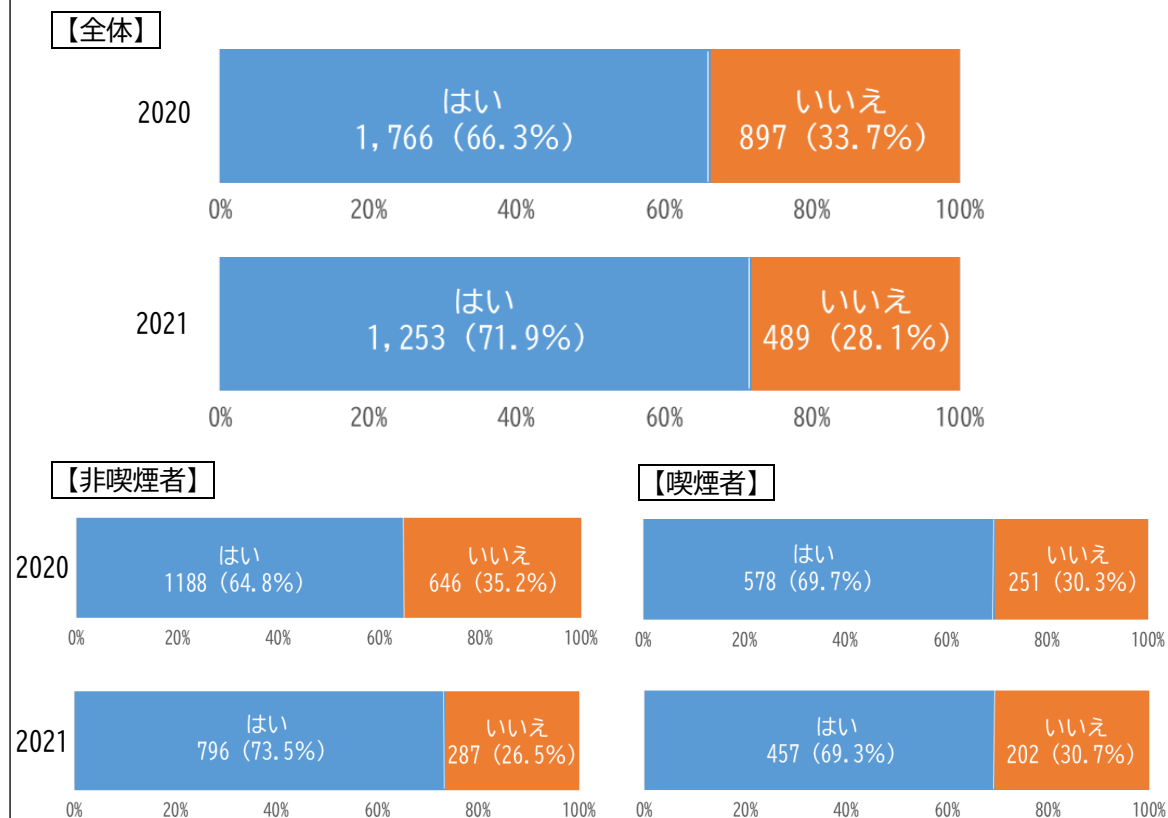 【全体】
2020
はい
1,766 (66.3%)
いいえ
897 (33.7%)
0% 20% 40% 60% 80% 100%
2021
はい
1,253 (71.9%)
いいえ
489 (28.1%)
0% 20% 40% 60% 80% 100%
【非喫煙者】
2020
はい
1188 (64.8%)
いいえ
646 (35.2%)
0% 20% 40% 60% 80% 100%
2021
はい
796 (73.5%)
いいえ
287 (26.5%)
0% 20% 40% 60% 80% 100%
【喫煙者】
はい
578 (69.7%)
いいえ
251 (30.3%)
0% 20% 40% 60% 80% 100%
はい
457 (69.3%)
いいえ
202 (30.7%)
0% 20% 40% 60% 80% 100%